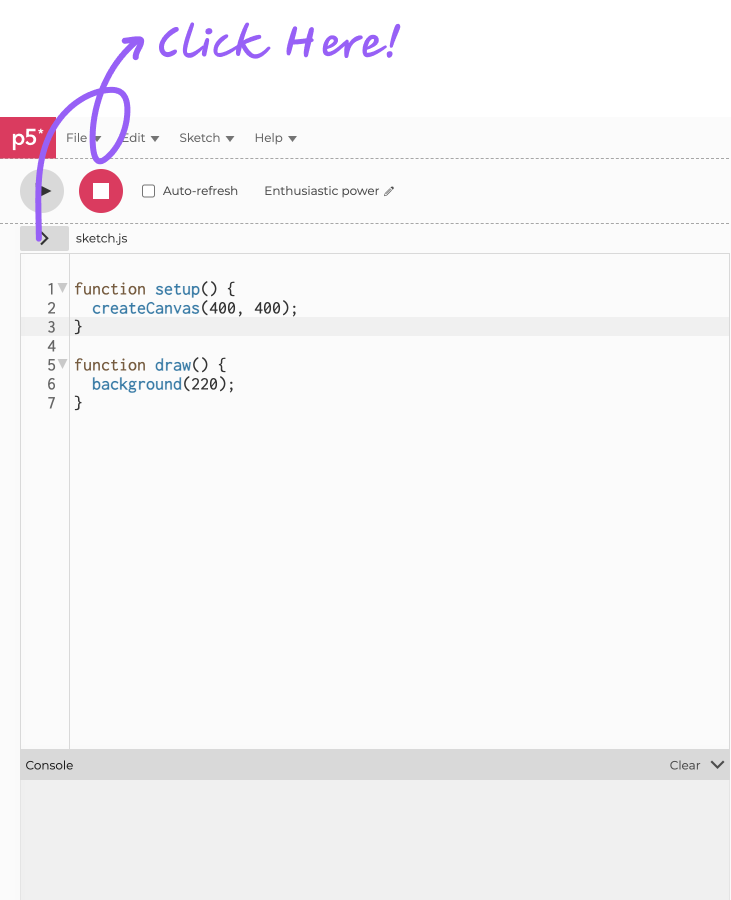 Click Here!
p5* File Edit Sketch Help
Auto-refresh Enthusiastic power
sketch.js
1 function setup() {
2   createCanvas(400, 400);
3 }
4
5 function draw() {
6   background(220);
7 }
Console Clear